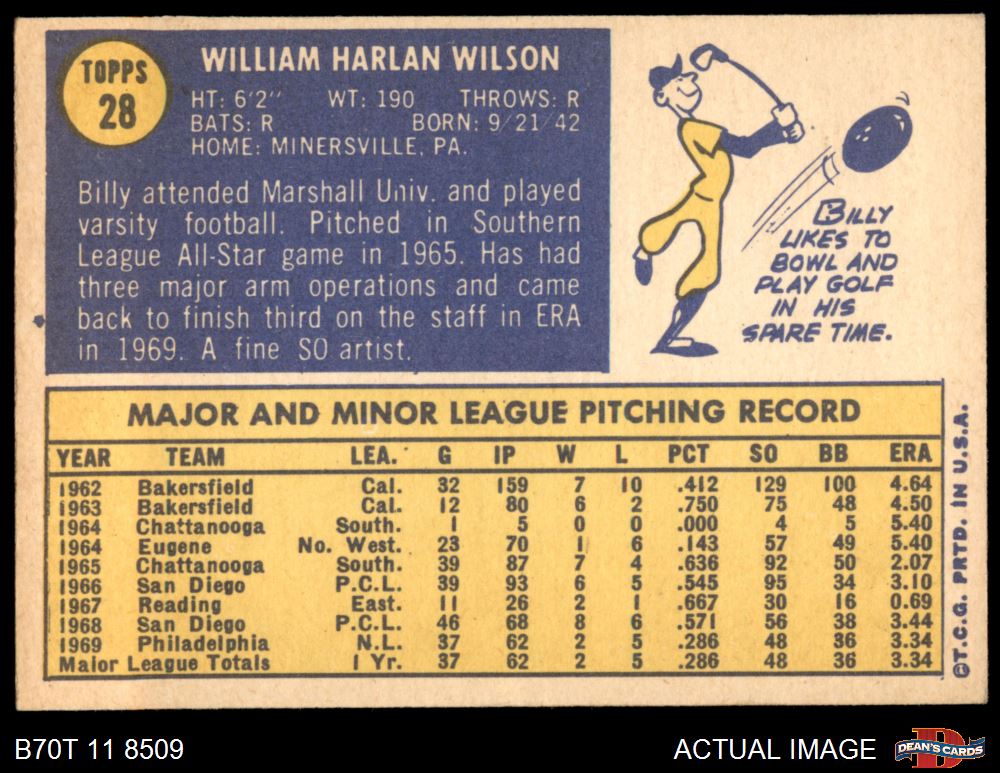 TOPPS
28
WILLIAM HARLAN WILSON
HT: 6'2" WT: 190 THROWS: R
BATS: R BORN: 9/21/42
HOME: MINERSVILLE, PA.
Billy attended Marshall Univ. and played
varsity football. Pitched in Southern
League All-Star game in 1965. Has had
three major arm operations and came
back to finish third on the staff in ERA
in 1969. A fine SO artist.
BILLY
LIKES TO
BOWL AND
PLAY GOLF
IN HIS
SPARE TIME.
MAJOR AND MINOR LEAGUE PITCHING RECORD
YEAR TEAM LEA. G IP W L PCT SO BB ERA
1962 Bakersfield Cal. 32 159 7 10 .412 129 100 4.64
1963 Bakersfield Cal. 12 80 6 2 .750 75 48 4.50
1964 Chattanooga South. 1 5 0 0 .000 4 5 5.40
1964 Eugene No. West. 23 70 1 6 .143 57 49 5.40
1965 Chattanooga South. 39 87 7 4 .636 92 50 2.07
1966 San Diego P.C.L. 39 93 6 5 .545 95 34 3.10
1967 Reading East. 11 26 2 1 .667 30 16 0.69
1968 San Diego P.C.L. 46 68 8 6 .571 56 38 3.44
1969 Philadelphia N.L. 37 62 2 5 .286 48 36 3.34
Major League Totals 1 Yr. 37 62 2 5 .286 48 36 3.34
©T.C.G. PRTD. IN U.S.A.
B70T 11 8509
ACTUAL IMAGE
D
DEAN'S CARDS